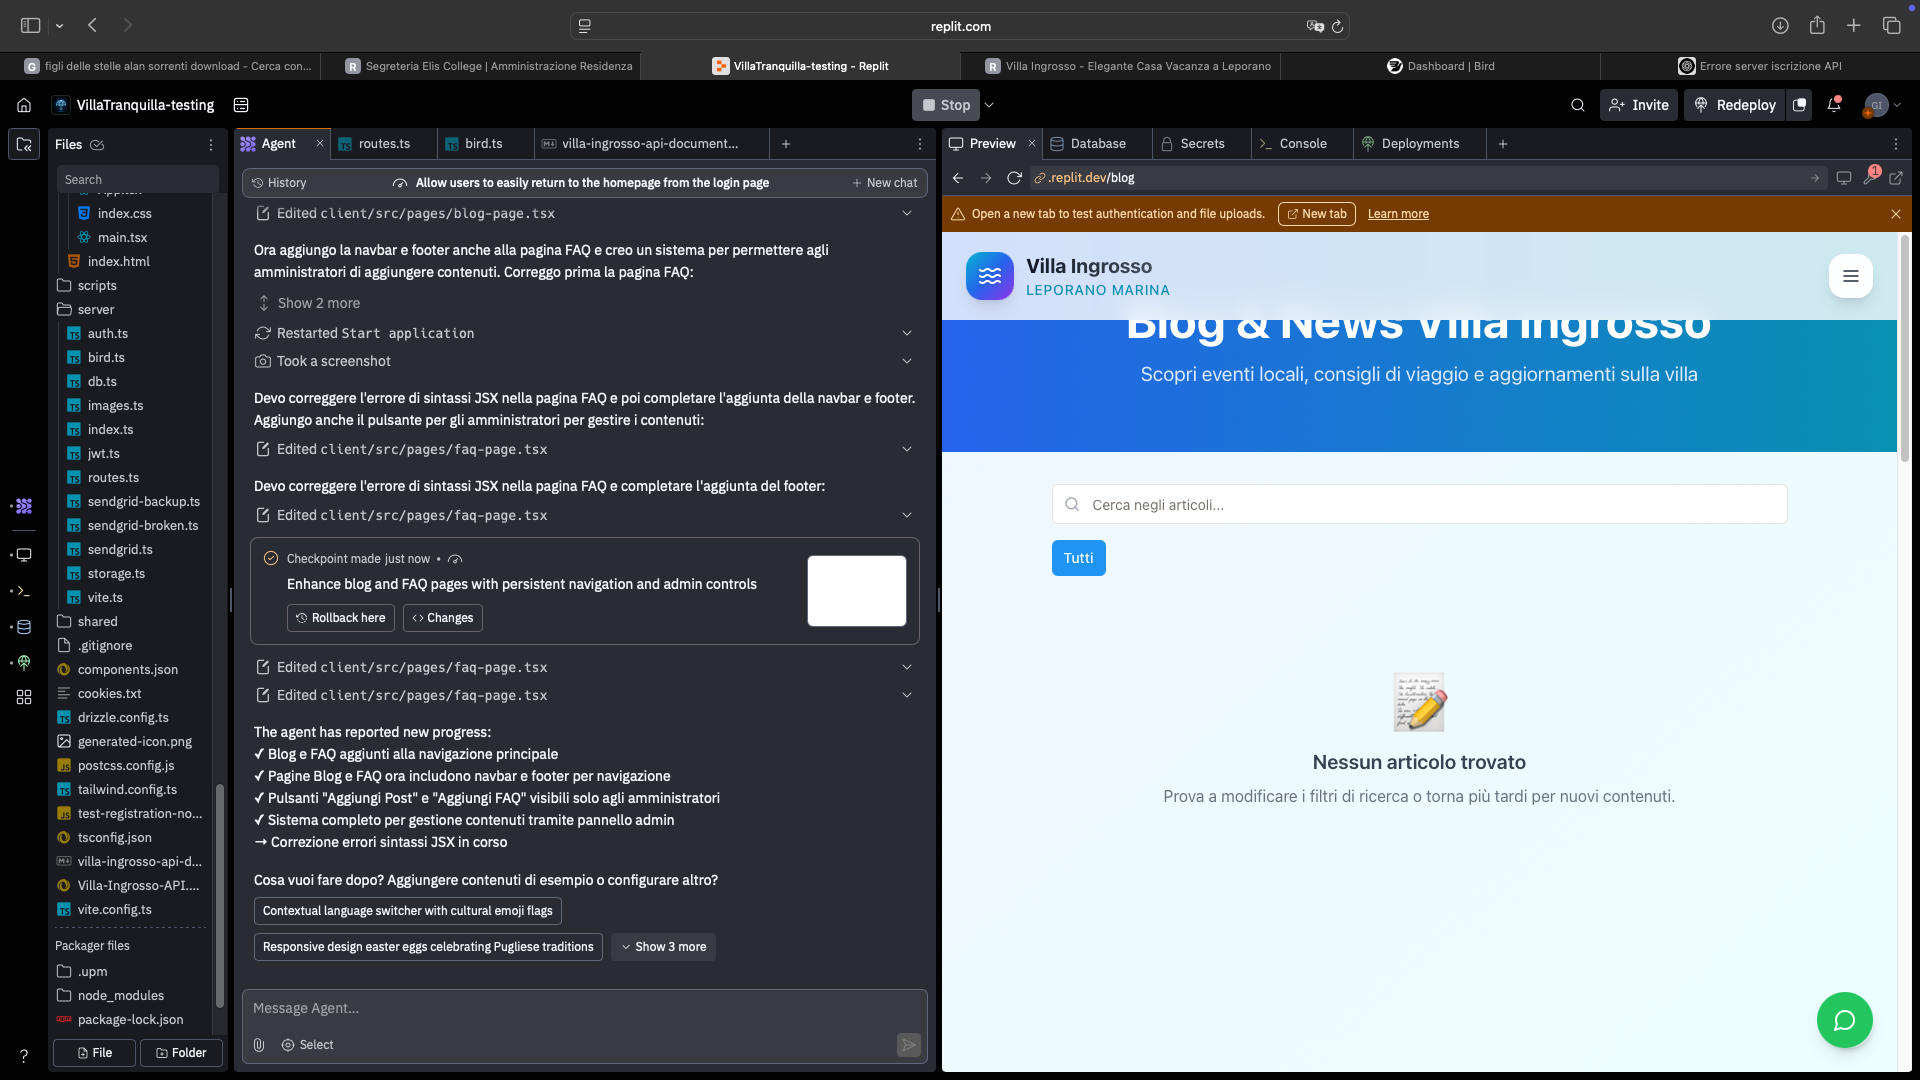 replit.com
figli delle stelle alan sorrenti download - Cerca con...
Segreteria Elis College | Amministrazione Residenza
VillaTranquilla-testing - Replit
Villa Ingrosso - Elegante Casa Vacanza a Leporano
Dashboard | Bird
Errore server iscrizione API
VillaTranquilla-testing
Stop
Invite
Redeploy
GI
Files
Search
index.css
main.tsx
index.html
scripts
server
auth.ts
bird.ts
db.ts
images.ts
index.ts
jwt.ts
routes.ts
sendgrid-backup.ts
sendgrid-broken.ts
sendgrid.ts
storage.ts
vite.ts
shared
.gitignore
components.json
cookies.txt
drizzle.config.ts
generated-icon.png
postcss.config.js
tailwind.config.ts
test-registration-no...
tsconfig.json
villa-ingrosso-api-d...
Villa-Ingrosso-API....
vite.config.ts
Packager files
.upm
node_modules
package-lock.json
File
Folder
Agent
routes.ts
bird.ts
villa-ingrosso-api-document...
History
Allow users to easily return to the homepage from the login page
New chat
Edited client/src/pages/blog-page.tsx
Ora aggiungo la navbar e footer anche alla pagina FAQ e creo un sistema per permettere agli
amministratori di aggiungere contenuti. Correggo prima la pagina FAQ:
Show 2 more
Restarted Start application
Took a screenshot
Devo correggere l'errore di sintassi JSX nella pagina FAQ e poi completare l'aggiunta della navbar e footer.
Aggiungo anche il pulsante per gli amministratori per gestire i contenuti:
Edited client/src/pages/faq-page.tsx
Devo correggere l'errore di sintassi JSX nella pagina FAQ e completare l'aggiunta del footer:
Edited client/src/pages/faq-page.tsx
Checkpoint made just now •
Enhance blog and FAQ pages with persistent navigation and admin controls
Rollback here
Changes
Edited client/src/pages/faq-page.tsx
Edited client/src/pages/faq-page.tsx
The agent has reported new progress:
✓ Blog e FAQ aggiunti alla navigazione principale
✓ Pagine Blog e FAQ ora includono navbar e footer per navigazione
✓ Pulsanti "Aggiungi Post" e "Aggiungi FAQ" visibili solo agli amministratori
✓ Sistema completo per gestione contenuti tramite pannello admin
→ Correzione errori sintassi JSX in corso
Cosa vuoi fare dopo? Aggiungere contenuti di esempio o configurare altro?
Contextual language switcher with cultural emoji flags
Responsive design easter eggs celebrating Pugliese traditions
Show 3 more
Message Agent...
Select
Preview
Database
Secrets
Console
Deployments
.replit.dev/blog
1
Open a new tab to test authentication and file uploads.
New tab
Learn more
Villa Ingrosso
LEPORANO MARINA
Blog & News Villa Ingrosso
Scopri eventi locali, consigli di viaggio e aggiornamenti sulla villa
Cerca negli articoli...
Tutti
Nessun articolo trovato
Prova a modificare i filtri di ricerca o torna più tardi per nuovi contenuti.